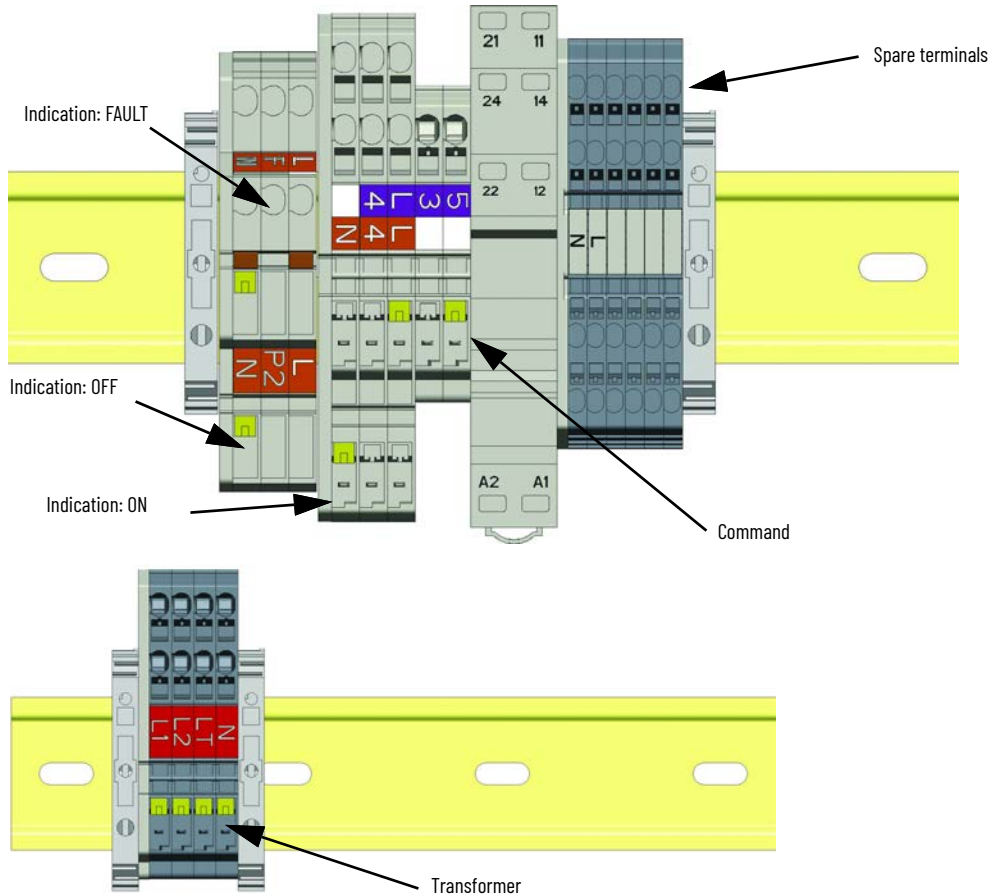 21 11
Spare terminals
24 14
Indication: FAULT
N F L
22 12
4 L 3 5
N 4 L
N L
N P2 L
Indication: OFF
A2 A1
Indication: ON
Command
L1 L2 LT N
Transformer